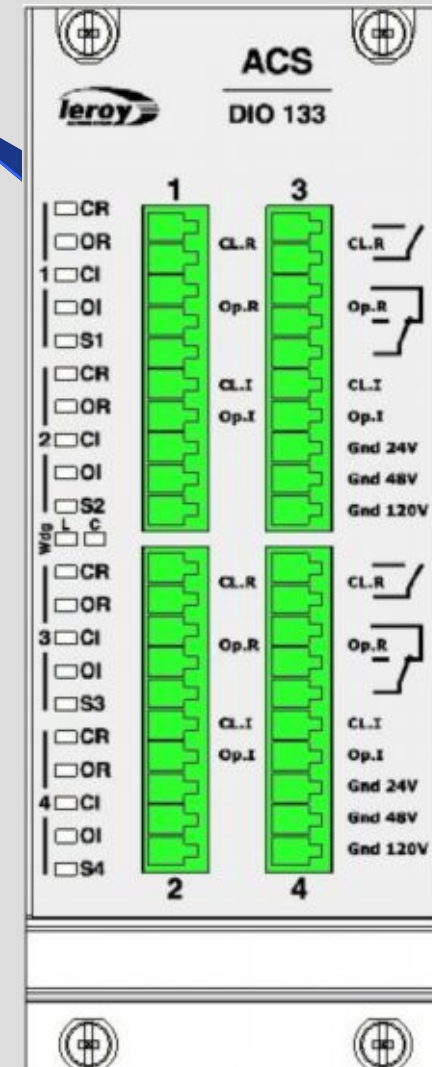 ACS
leroy
DIO 133
1 3
CR
OR
1 CI
OI
S1
CR
OR
2 CI
OI
S2
Wdg L C
CR
OR
3 CI
OI
S3
CR
OR
4 CI
OI
S4
CL.R CL.R
Op.R Op.R
CL.I CL.I
Op.I Op.I
Gnd 24V
Gnd 48V
Gnd 120V
CL.R CL.R
Op.R Op.R
CL.I CL.I
Op.I Op.I
Gnd 24V
Gnd 48V
Gnd 120V
2 4